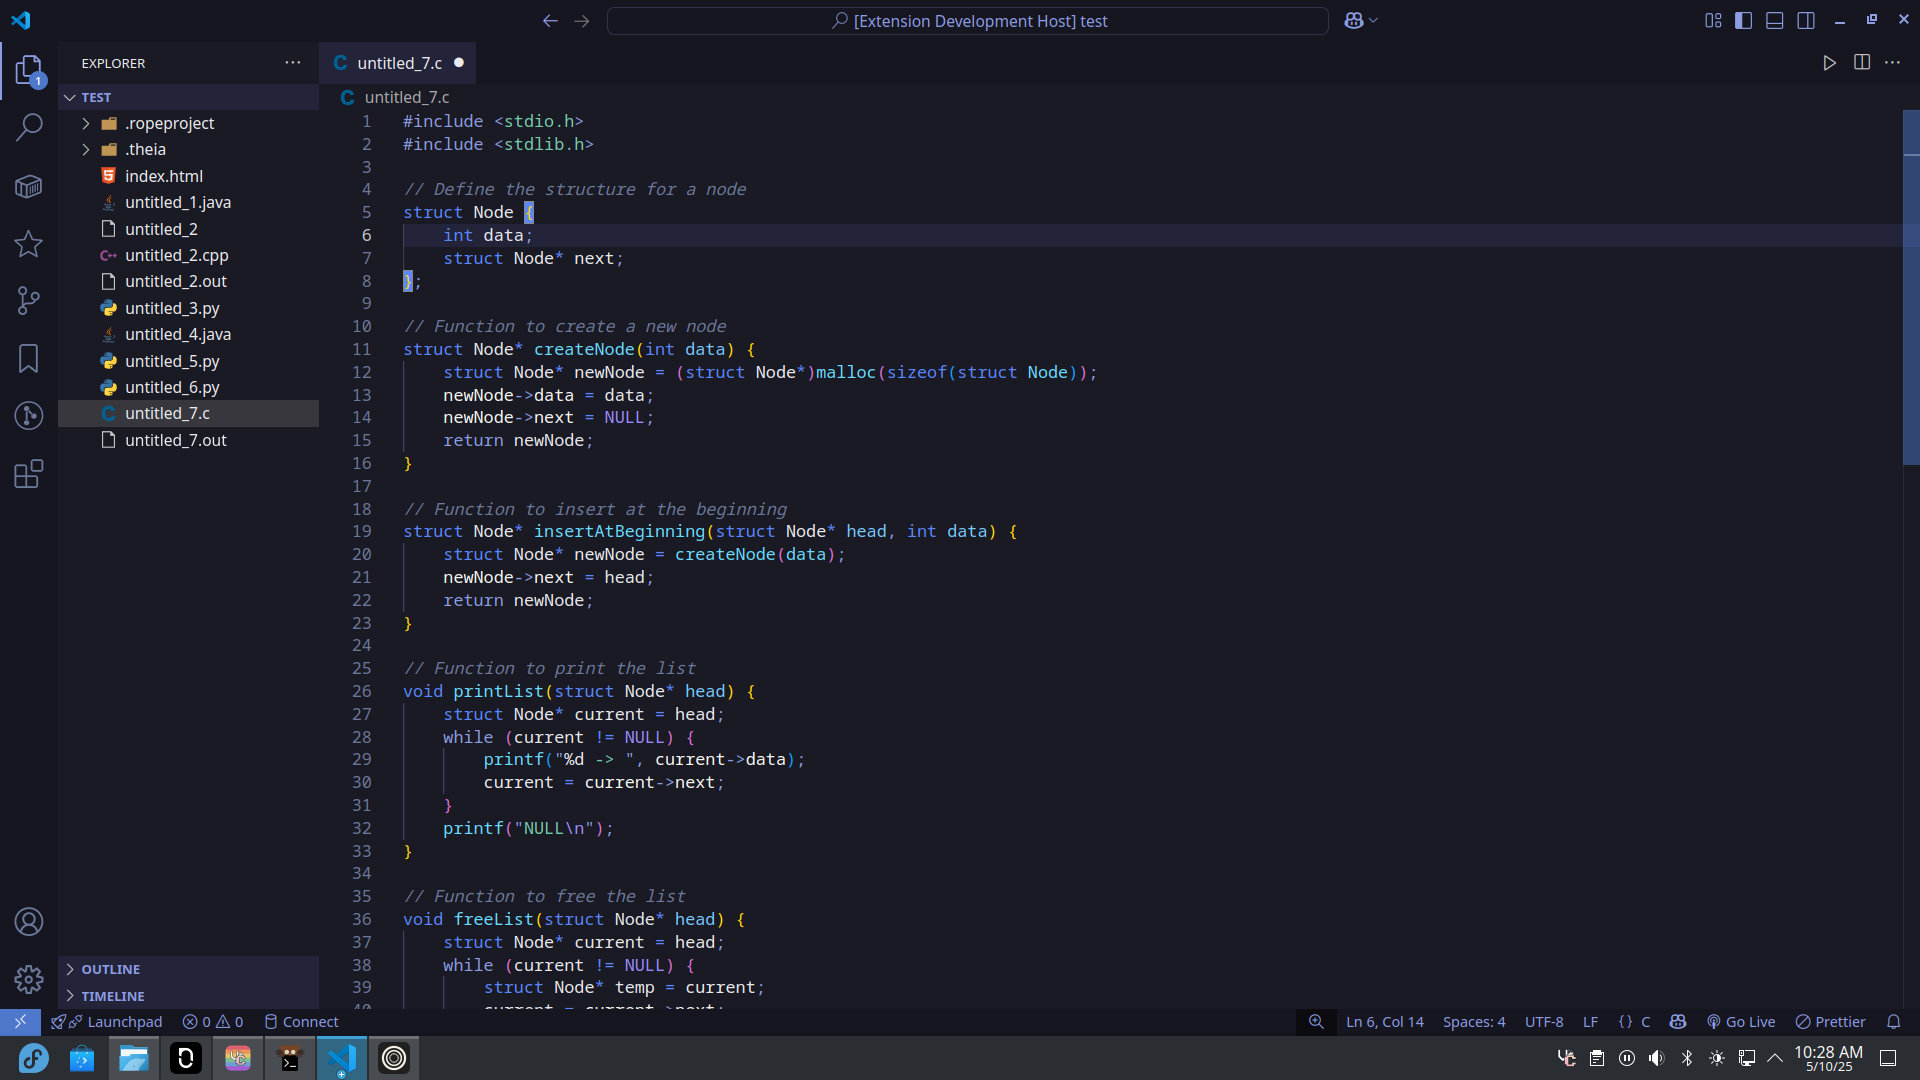 [Extension Development Host] test
EXPLORER
1
TEST
.ropeproject
.theia
index.html
untitled_1.java
untitled_2
untitled_2.cpp
untitled_2.out
untitled_3.py
untitled_4.java
untitled_5.py
untitled_6.py
untitled_7.c
untitled_7.out
OUTLINE
TIMELINE
untitled_7.c
untitled_7.c
1 #include <stdio.h>
2 #include <stdlib.h>
3
4 // Define the structure for a node
5 struct Node {
6 int data;
7 struct Node* next;
8 };
9
10 // Function to create a new node
11 struct Node* createNode(int data) {
12 struct Node* newNode = (struct Node*)malloc(sizeof(struct Node));
13 newNode->data = data;
14 newNode->next = NULL;
15 return newNode;
16 }
17
18 // Function to insert at the beginning
19 struct Node* insertAtBeginning(struct Node* head, int data) {
20 struct Node* newNode = createNode(data);
21 newNode->next = head;
22 return newNode;
23 }
24
25 // Function to print the list
26 void printList(struct Node* head) {
27 struct Node* current = head;
28 while (current != NULL) {
29 printf("%d -> ", current->data);
30 current = current->next;
31 }
32 printf("NULL\n");
33 }
34
35 // Function to free the list
36 void freeList(struct Node* head) {
37 struct Node* current = head;
38 while (current != NULL) {
39 struct Node* temp = current;
40 current = current->next;
Launchpad 0 0 Connect Ln 6, Col 14 Spaces: 4 UTF-8 LF {} C Go Live Prettier
10:28 AM
5/10/25